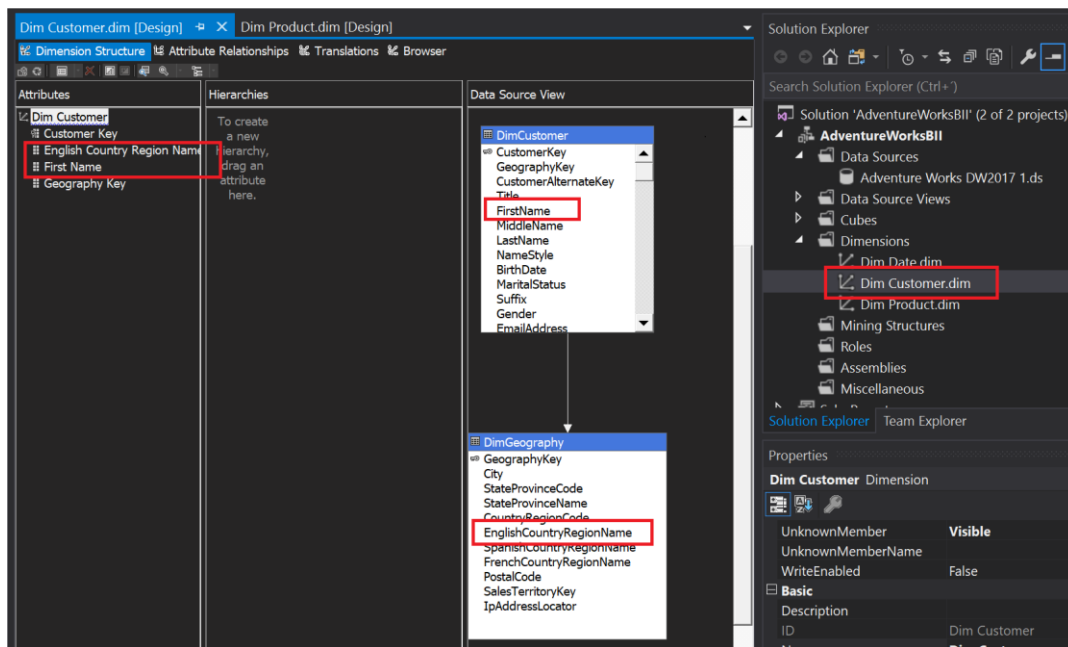 Dim Customer.dim [Design]
Dim Product.dim [Design]
Dimension Structure
Attribute Relationships
Translations
Browser
Attributes
Dim Customer
Customer Key
English Country Region Name
First Name
Geography Key
Hierarchies
To create
a new
hierarchy,
drag an
attribute
here.
Data Source View
DimCustomer
CustomerKey
GeographyKey
CustomerAlternateKey
Title
FirstName
MiddleName
LastName
NameStyle
BirthDate
MaritalStatus
Suffix
Gender
EmailAddress
DimGeography
GeographyKey
City
StateProvinceCode
StateProvinceName
CountryRegionCode
EnglishCountryRegionName
SpanishCountryRegionName
FrenchCountryRegionName
PostalCode
SalesTerritoryKey
IpAddressLocator
Solution Explorer
Search Solution Explorer (Ctrl+´)
Solution 'AdventureWorksBII' (2 of 2 projects)
AdventureWorksBII
Data Sources
Adventure Works DW2017 1.ds
Data Source Views
Cubes
Dimensions
Dim Date.dim
Dim Customer.dim
Dim Product.dim
Mining Structures
Roles
Assemblies
Miscellaneous
Solution Explorer
Team Explorer
Properties
Dim Customer Dimension
UnknownMember Visible
UnknownMemberName
WriteEnabled False
Basic
Description
ID Dim Customer